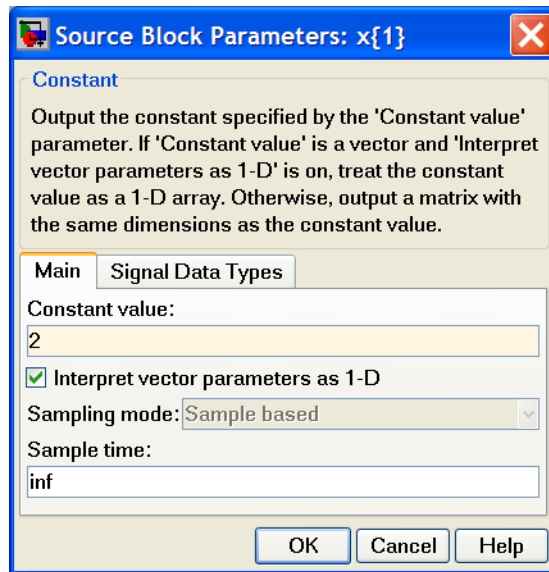 Source Block Parameters: x{1}
Constant
Output the constant specified by the 'Constant value'
parameter. If 'Constant value' is a vector and 'Interpret
vector parameters as 1-D' is on, treat the constant
value as a 1-D array. Otherwise, output a matrix with
the same dimensions as the constant value.
Main Signal Data Types
Constant value:
2
Interpret vector parameters as 1-D
Sampling mode: Sample based
Sample time:
inf
OK Cancel Help